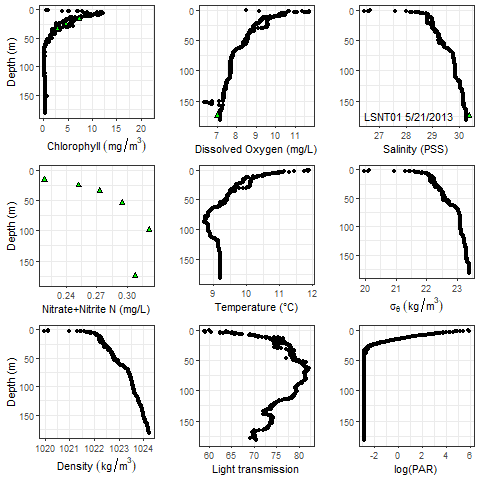 Depth (m)
0
50
100
150
0 5 10 15 20
Chlorophyll (mg/m³)
0
50
100
150
7 8 9 10 11
Dissolved Oxygen (mg/L)
0
50
100
150
LSNT01 5/21/2013
27 28 29 30
Salinity (PSS)
Depth (m)
0
50
100
150
0.24 0.27 0.30
Nitrate+Nitrite N (mg/L)
0
50
100
150
9 10 11 12
Temperature (°C)
0
50
100
150
20 21 22 23
σθ (kg/m³)
Depth (m)
0
50
100
150
1020 1021 1022 1023 1024
Density (kg/m³)
0
50
100
150
60 65 70 75 80
Light transmission
0
50
100
150
-2 0 2 4 6
log(PAR)